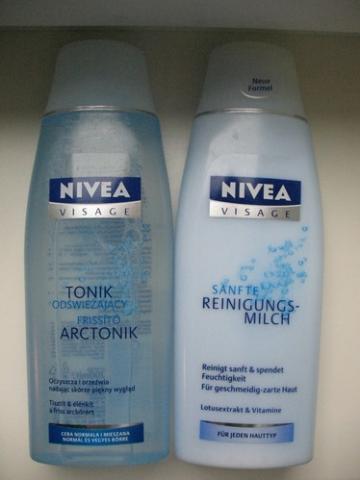 NIVEA
VISAGE
TONIK
ODŚWIEŻAJĄCY
FRISSÍTŐ
ARCTONIK
Oczyszcza i orzeźwia
nadając skórze piękny wygląd
Tisztít & élénkít
a friss arcbőrért
CERA NORMALNA I MIESZANA
NORMÁL ÉS VEGYES BŐRRE
Neue
Formel
NIVEA
VISAGE
SANFTE
REINIGUNGS-
MILCH
Reinigt sanft & spendet
Feuchtigkeit
Für geschmeidig-zarte Haut
Lotusextrakt & Vitamine
FÜR JEDEN HAUTTYP